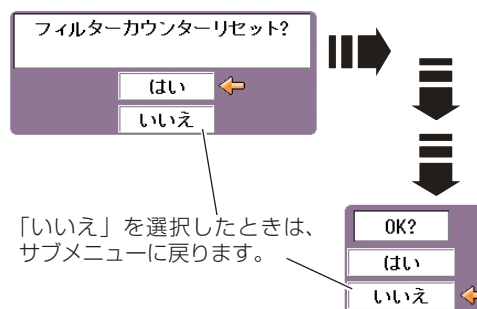 フィルターカウンターリセット?
はい
いいえ
「いいえ」を選択したときは、
サブメニューに戻ります。
OK?
はい
いいえ